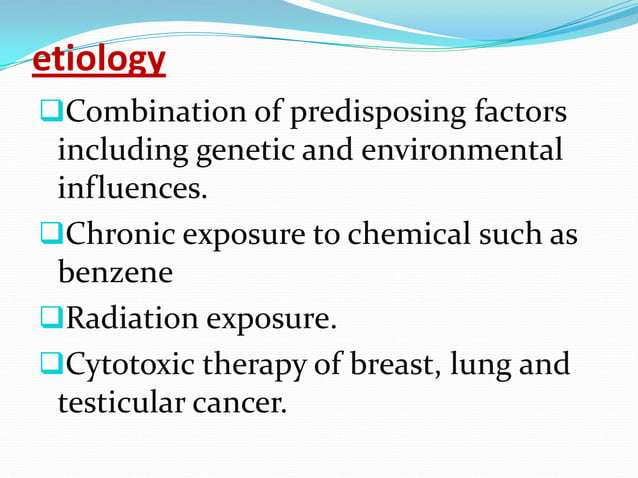 etiology
Combination of predisposing factors
including genetic and environmental
influences.
Chronic exposure to chemical such as
benzene
Radiation exposure.
Cytotoxic therapy of breast, lung and
testicular cancer.